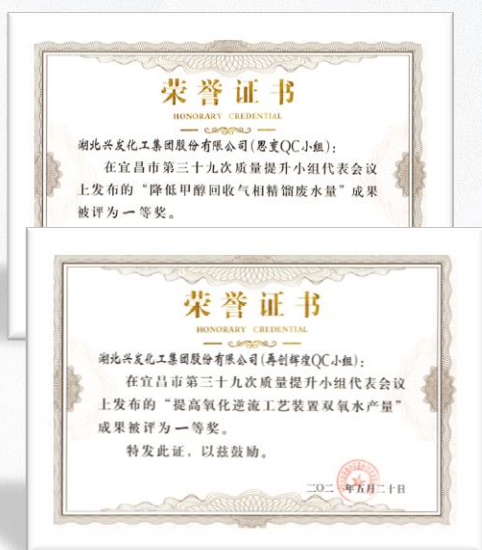 荣誉证书
HONORARY CREDENTIAL
湖北兴发化工集团股份有限公司(思变QC小组):
在宜昌市第三十九次质量提升小组代表会议
上发布的“降低甲醇回收气相精馏废水量”成果
被评为一等奖。
荣誉证书
HONORARY CREDENTIAL
湖北兴发化工集团股份有限公司(再创辉煌QC小组):
在宜昌市第三十九次质量提升小组代表会议
上发布的“提高氧化逆流工艺装置双氧水产量”
成果被评为一等奖。
特发此证，以兹鼓励。
年五月二十日